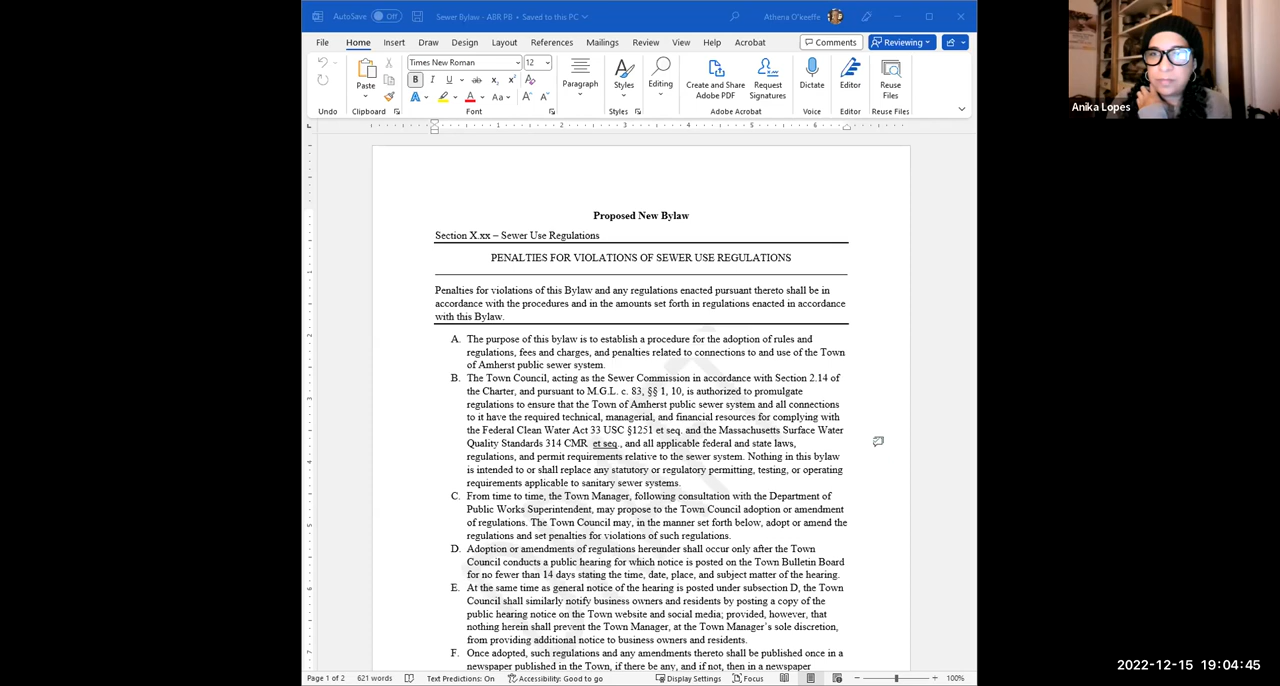 AutoSave Off Sewer Bylaw - ABR PB • Saved to this PC Athena O'keeffe
File Home Insert Draw Design Layout References Mailings Review View Help Acrobat Comments Reviewing
Times New Roman 12
Paste Paragraph Styles Editing Create and Share Adobe PDF Request Signatures Dictate Editor Reuse Files
Undo Clipboard Font Styles Adobe Acrobat Voice Editor Reuse Files
Anika Lopes
Proposed New Bylaw
Section X.xx – Sewer Use Regulations
PENALTIES FOR VIOLATIONS OF SEWER USE REGULATIONS
Penalties for violations of this Bylaw and any regulations enacted pursuant thereto shall be in
accordance with the procedures and in the amounts set forth in regulations enacted in accordance
with this Bylaw.
A. The purpose of this bylaw is to establish a procedure for the adoption of rules and
regulations, fees and charges, and penalties related to connections to and use of the Town
of Amherst public sewer system.
B. The Town Council, acting as the Sewer Commission in accordance with Section 2.14 of
the Charter, and pursuant to M.G.L. c. 83, §§ 1, 10, is authorized to promulgate
regulations to ensure that the Town of Amherst public sewer system and all connections
to it have the required technical, managerial, and financial resources for complying with
the Federal Clean Water Act 33 USC §1251 et seq. and the Massachusetts Surface Water
Quality Standards 314 CMR et seq., and all applicable federal and state laws,
regulations, and permit requirements relative to the sewer system. Nothing in this bylaw
is intended to or shall replace any statutory or regulatory permitting, testing, or operating
requirements applicable to sanitary sewer systems.
C. From time to time, the Town Manager, following consultation with the Department of
Public Works Superintendent, may propose to the Town Council adoption or amendment
of regulations. The Town Council may, in the manner set forth below, adopt or amend the
regulations and set penalties for violations of such regulations.
D. Adoption or amendments of regulations hereunder shall occur only after the Town
Council conducts a public hearing for which notice is posted on the Town Bulletin Board
for no fewer than 14 days stating the time, date, place, and subject matter of the hearing.
E. At the same time as general notice of the hearing is posted under subsection D, the Town
Council shall similarly notify business owners and residents by posting a copy of the
public hearing notice on the Town website and social media; provided, however, that
nothing herein shall prevent the Town Manager, at the Town Manager's sole discretion,
from providing additional notice to business owners and residents.
F. Once adopted, such regulations and any amendments thereto shall be published once in a
newspaper published in the Town, if there be any, and if not, then in a newspaper
Page 1 of 2 621 words Text Predictions: On Accessibility: Good to go Display Settings Focus 100%
2022-12-15 19:04:45